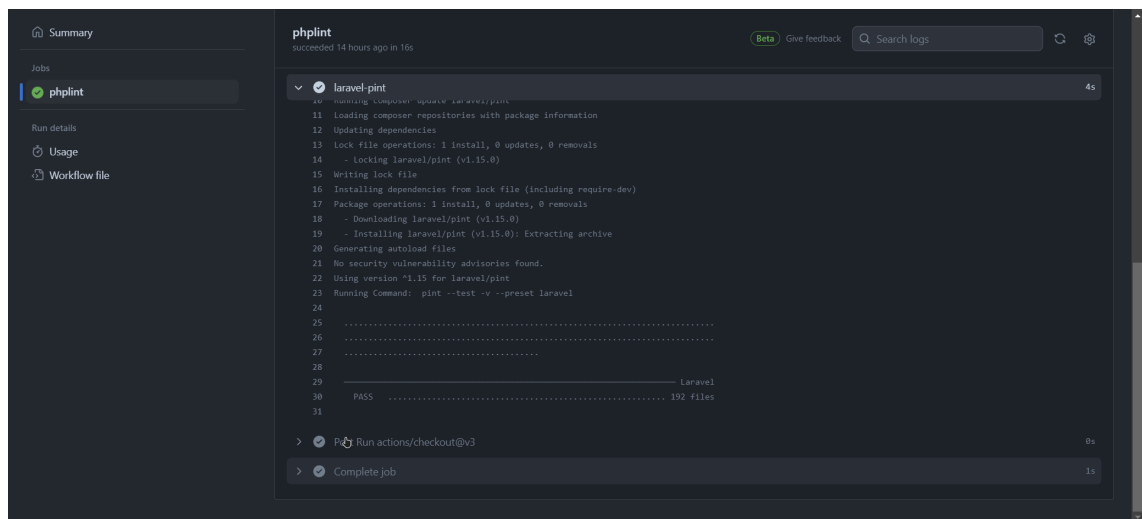 Summary
Jobs
phplint
Run details
Usage
Workflow file
phplint
succeeded 14 hours ago in 16s
Beta Give feedback
Search logs
laravel-pint 4s
10 Running composer update laravel/pint
11 Loading composer repositories with package information
12 Updating dependencies
13 Lock file operations: 1 install, 0 updates, 0 removals
14 - Locking laravel/pint (v1.15.0)
15 Writing lock file
16 Installing dependencies from lock file (including require-dev)
17 Package operations: 1 install, 0 updates, 0 removals
18 - Downloading laravel/pint (v1.15.0)
19 - Installing laravel/pint (v1.15.0): Extracting archive
20 Generating autoload files
21 No security vulnerability advisories found.
22 Using version ^1.15 for laravel/pint
23 Running Command: pint --test -v --preset laravel
24
25 ............................................................................
26 ............................................................................
27 ........................................
28
29 ──────────────────────────────────────────────────────────────────── Laravel
30 PASS ......................................................... 192 files
31
Run actions/checkout@v3 0s
Complete job 1s